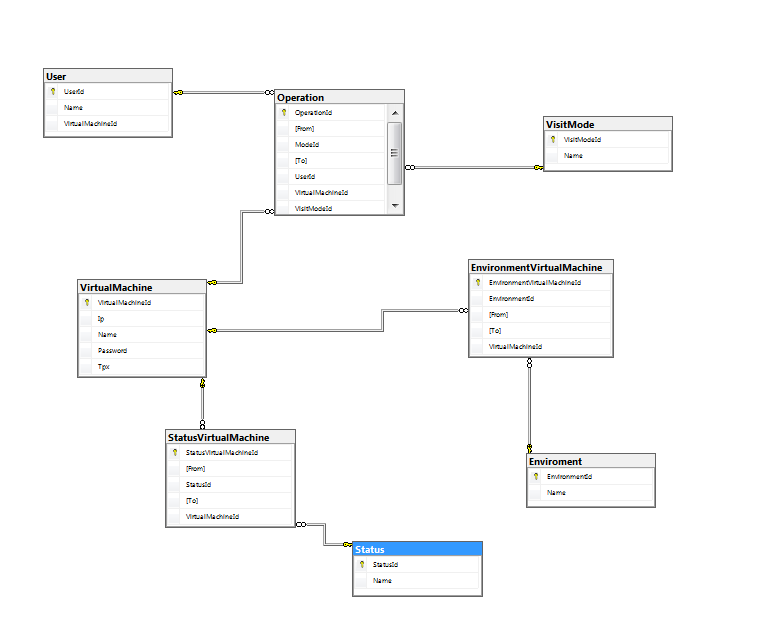 User
UserId
Name
VirtualMachineId
Operation
OperationId
[From]
ModeId
[To]
UserId
VirtualMachineId
VisitModeId
VisitMode
VisitModeId
Name
VirtualMachine
VirtualMachineId
Ip
Name
Password
Tpx
EnvironmentVirtualMachine
EnvironmentVirtualMachineId
EnvironmentId
[From]
[To]
VirtualMachineId
StatusVirtualMachine
StatusVirtualMachineId
[From]
StatusId
[To]
VirtualMachineId
Enviroment
EnvironmentId
Name
Status
StatusId
Name